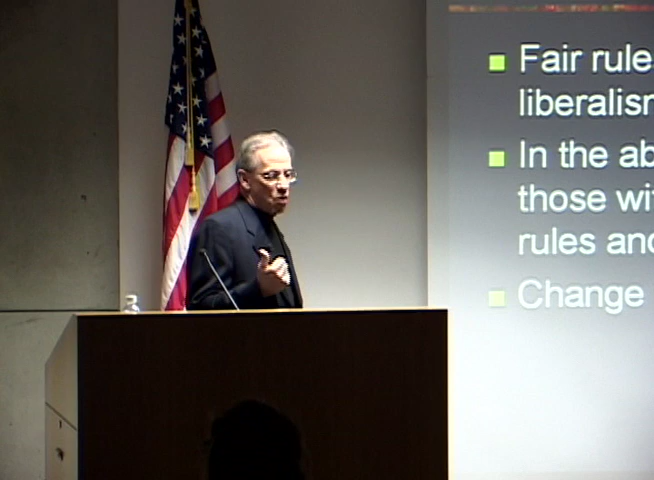 Fair rule
liberalism
In the ab
those wi
rules and
Change